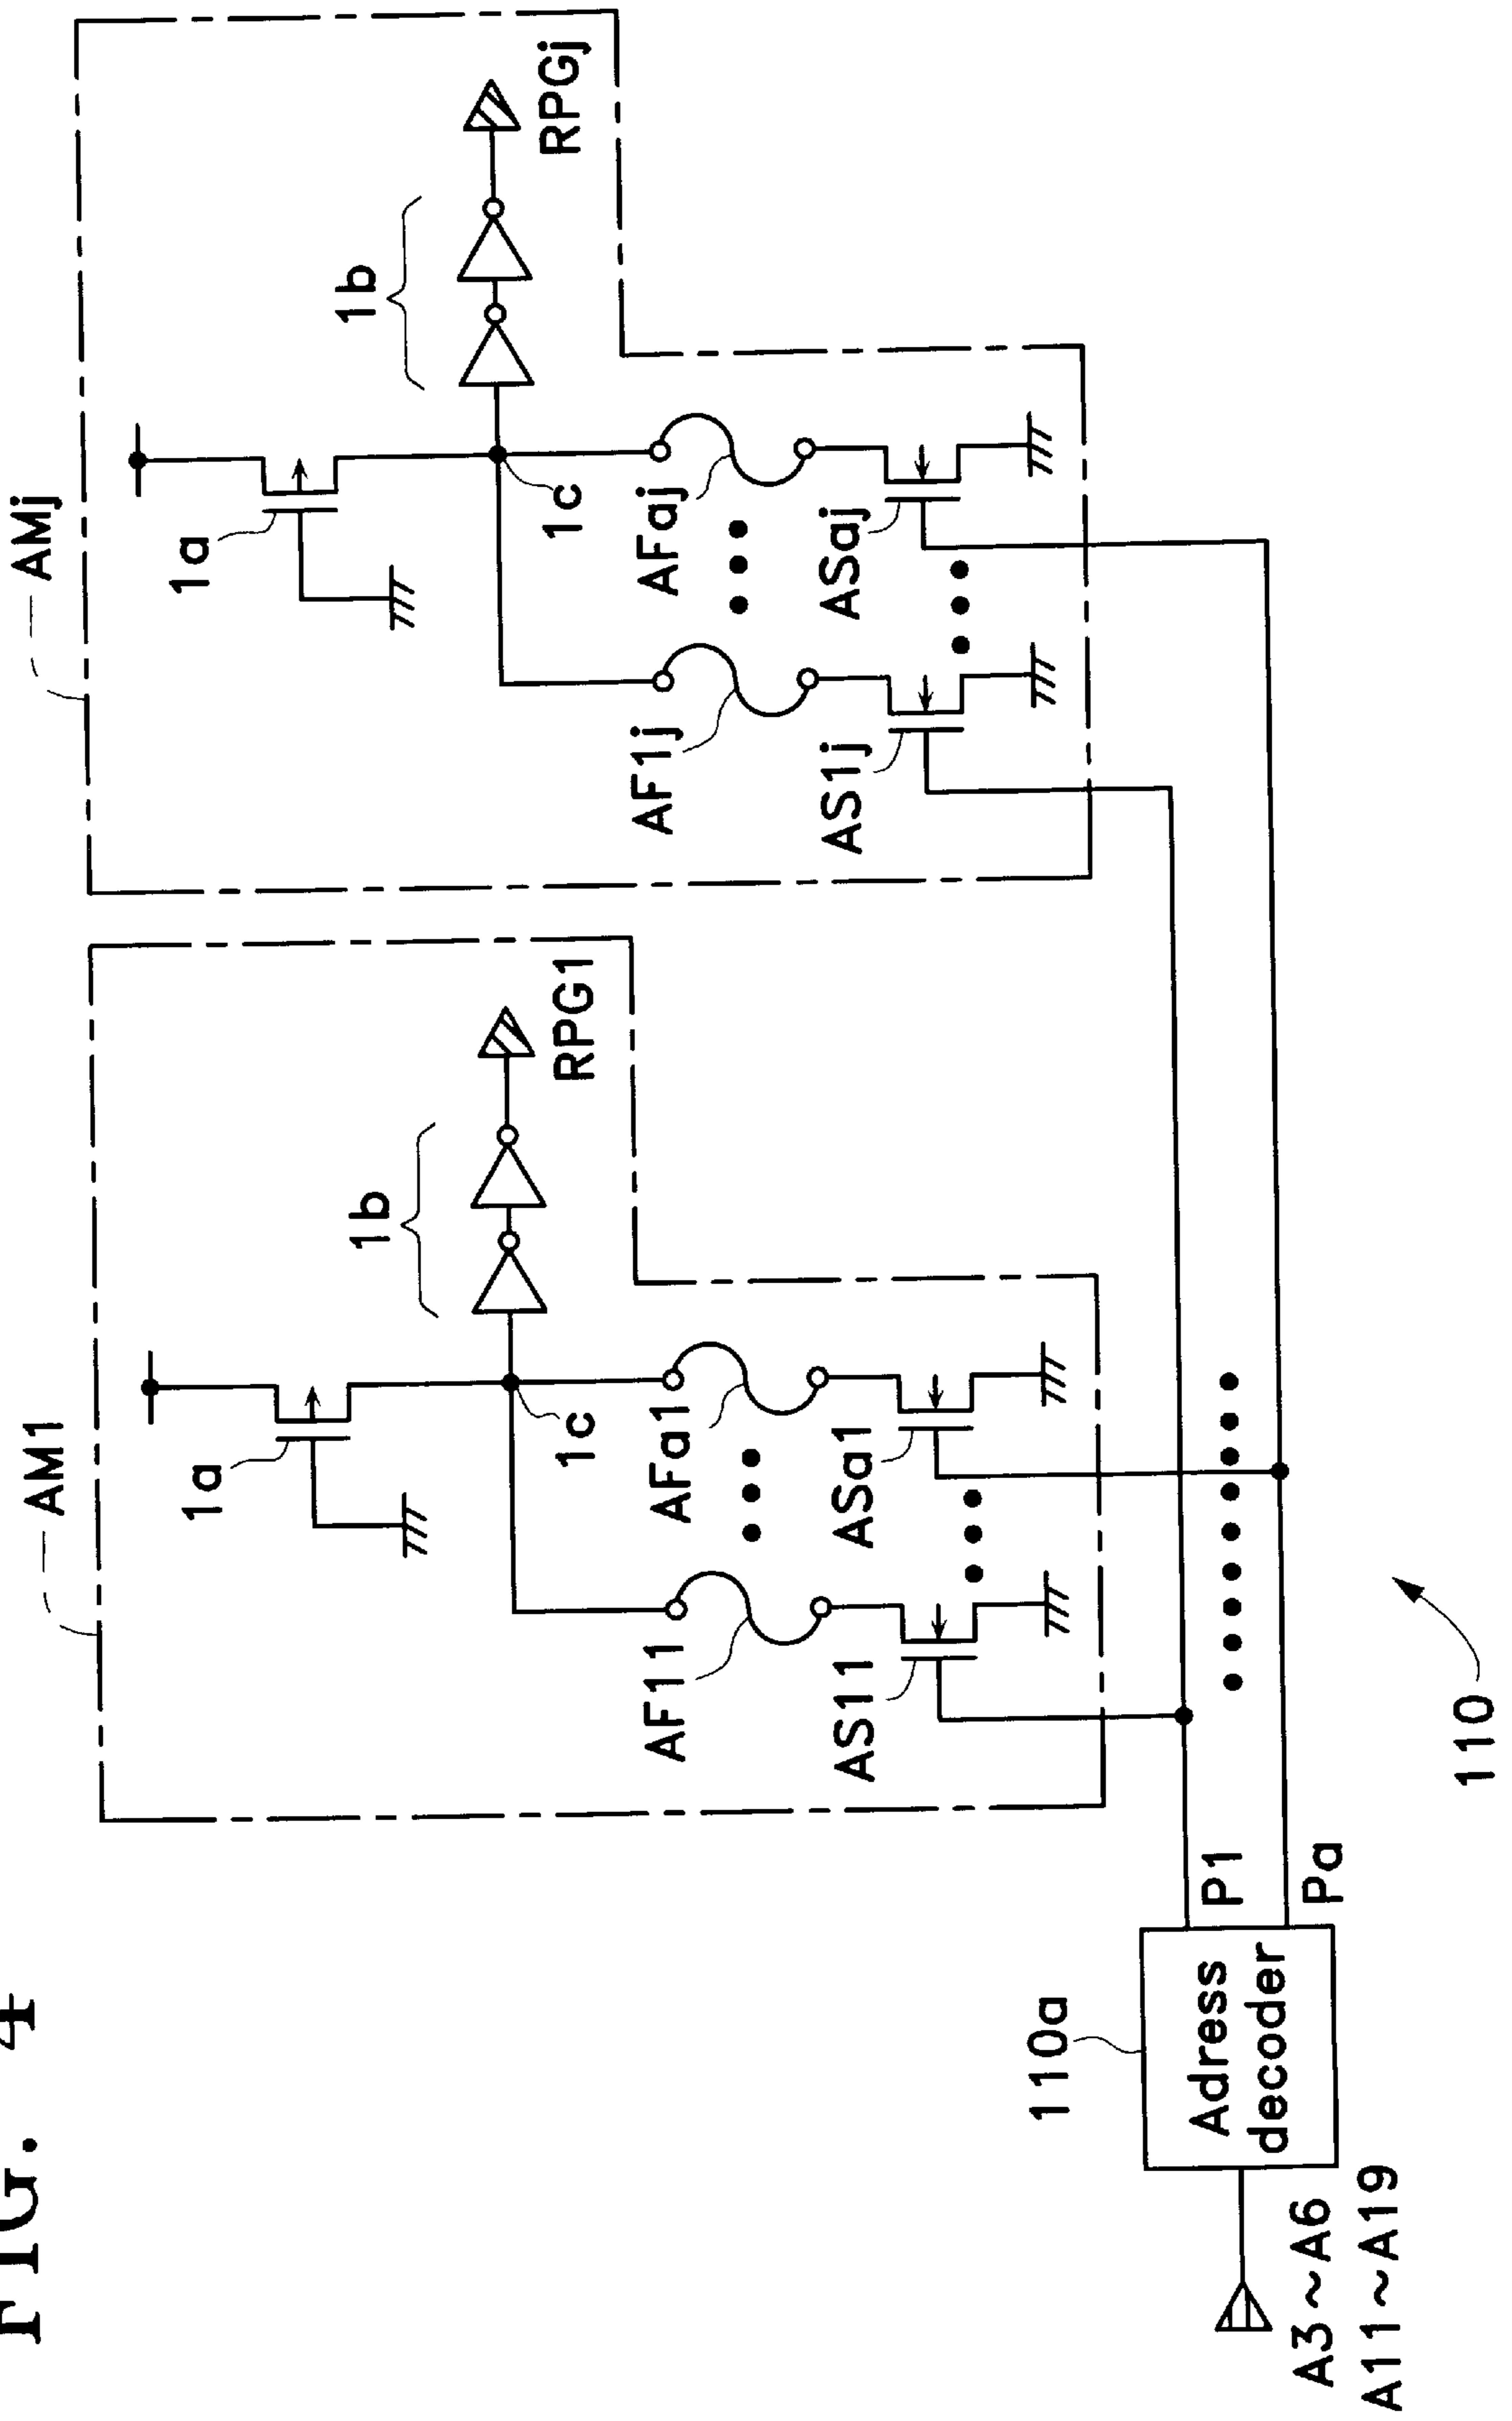 FIG. 4
AM1
AMj
1a
1b
RPG1
1c
AF11
AFa1
AS11
ASa1
1a
1b
RPGj
1c
AF1j
AFaj
AS1j
ASaj
110a
Adress
decoder
P1
Pa
A3~A6
A11~A19
110